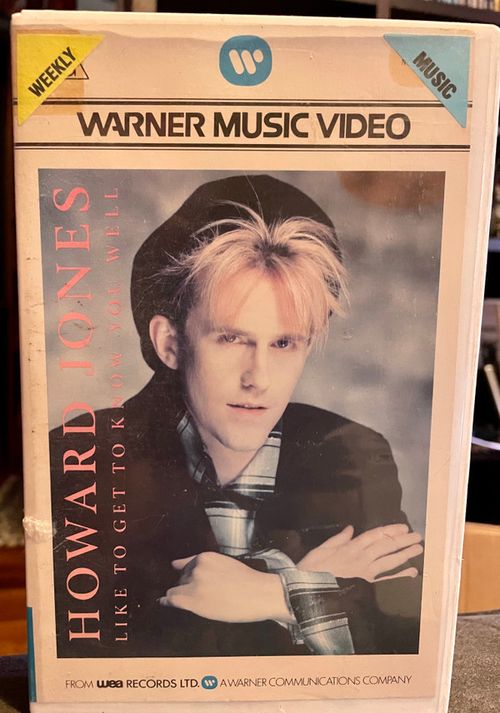 WEEKLY
MUSIC
WARNER MUSIC VIDEO
HOWARD JONES
LIKE TO GET TO KNOW YOU WELL
FROM wea RECORDS LTD. A WARNER COMMUNICATIONS COMPANY